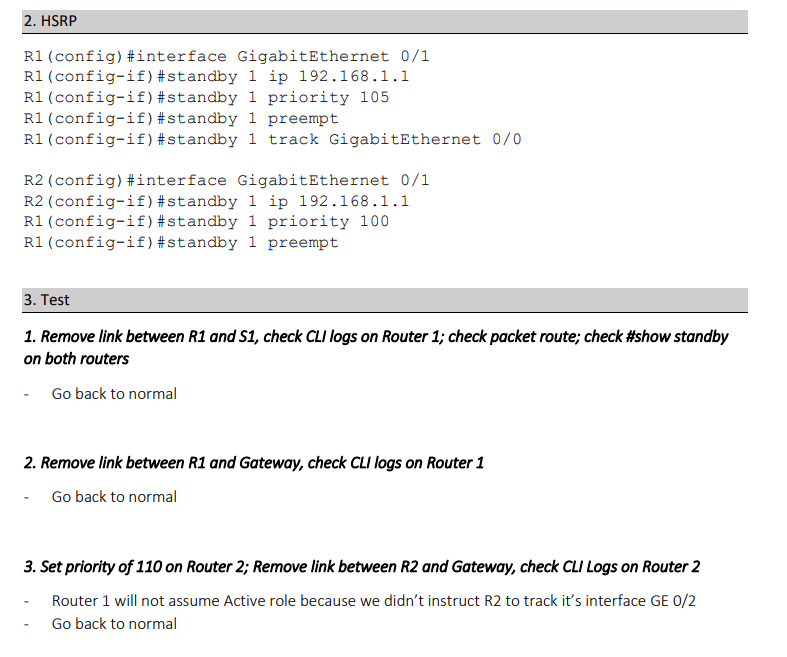 2. HSRP
R1(config)#interface GigabitEthernet 0/1
R1(config-if)#standby 1 ip 192.168.1.1
R1(config-if)#standby 1 priority 105
R1(config-if)#standby 1 preempt
R1(config-if)#standby 1 track GigabitEthernet 0/0
R2(config)#interface GigabitEthernet 0/1
R2(config-if)#standby 1 ip 192.168.1.1
R1(config-if)#standby 1 priority 100
R1(config-if)#standby 1 preempt
3. Test
1. Remove link between R1 and S1, check CLI logs on Router 1; check packet route; check #show standby
on both routers
- Go back to normal
2. Remove link between R1 and Gateway, check CLI logs on Router 1
- Go back to normal
3. Set priority of 110 on Router 2; Remove link between R2 and Gateway, check CLI Logs on Router 2
- Router 1 will not assume Active role because we didn’t instruct R2 to track it’s interface GE 0/2
- Go back to normal